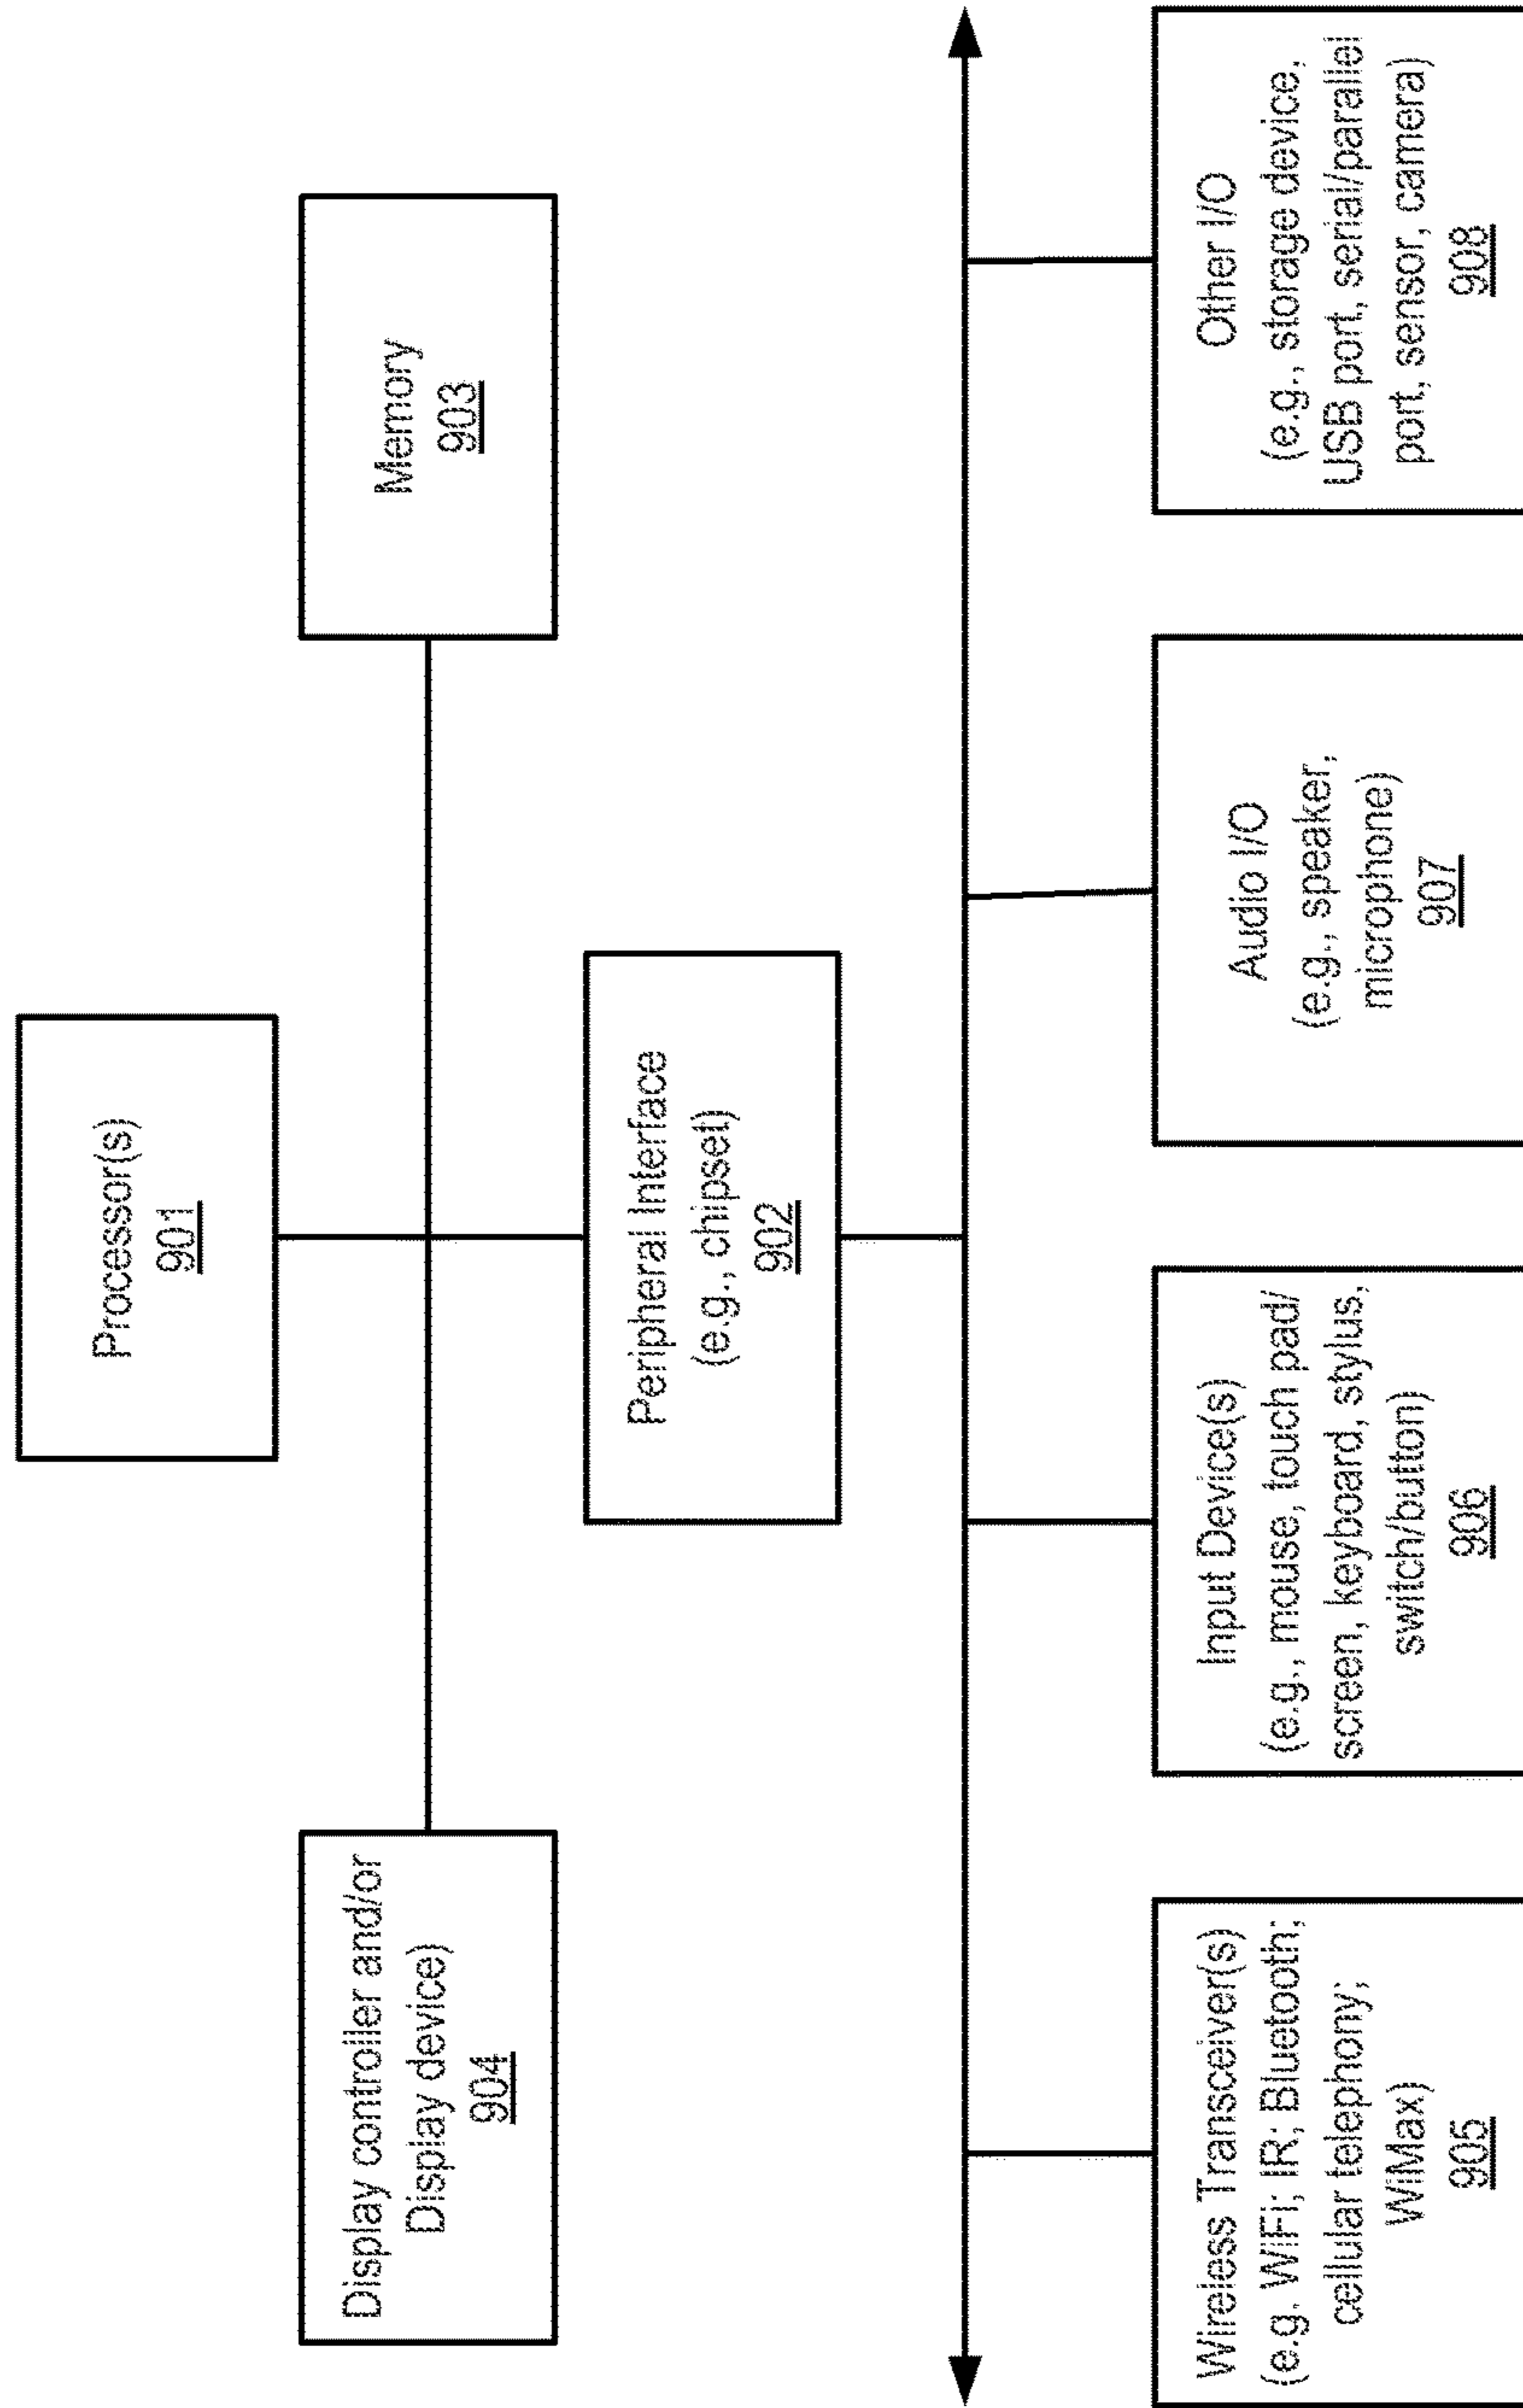 Processor(s)
901
Display controller and/or
Display device)
904
Memory
903
Peripheral Interface
(e.g., chipset)
902
Wireless Transceiver(s)
(e.g. WiFi; IR; Bluetooth;
cellular telephony;
WiMax)
905
Input Device(s)
(e.g., mouse, touch pad/
screen, keyboard, stylus,
switch/button)
906
Audio I/O
(e.g., speaker,
microphone)
907
Other I/O
(e.g., storage device,
USB port, serial/parallel
port, sensor, camera)
908